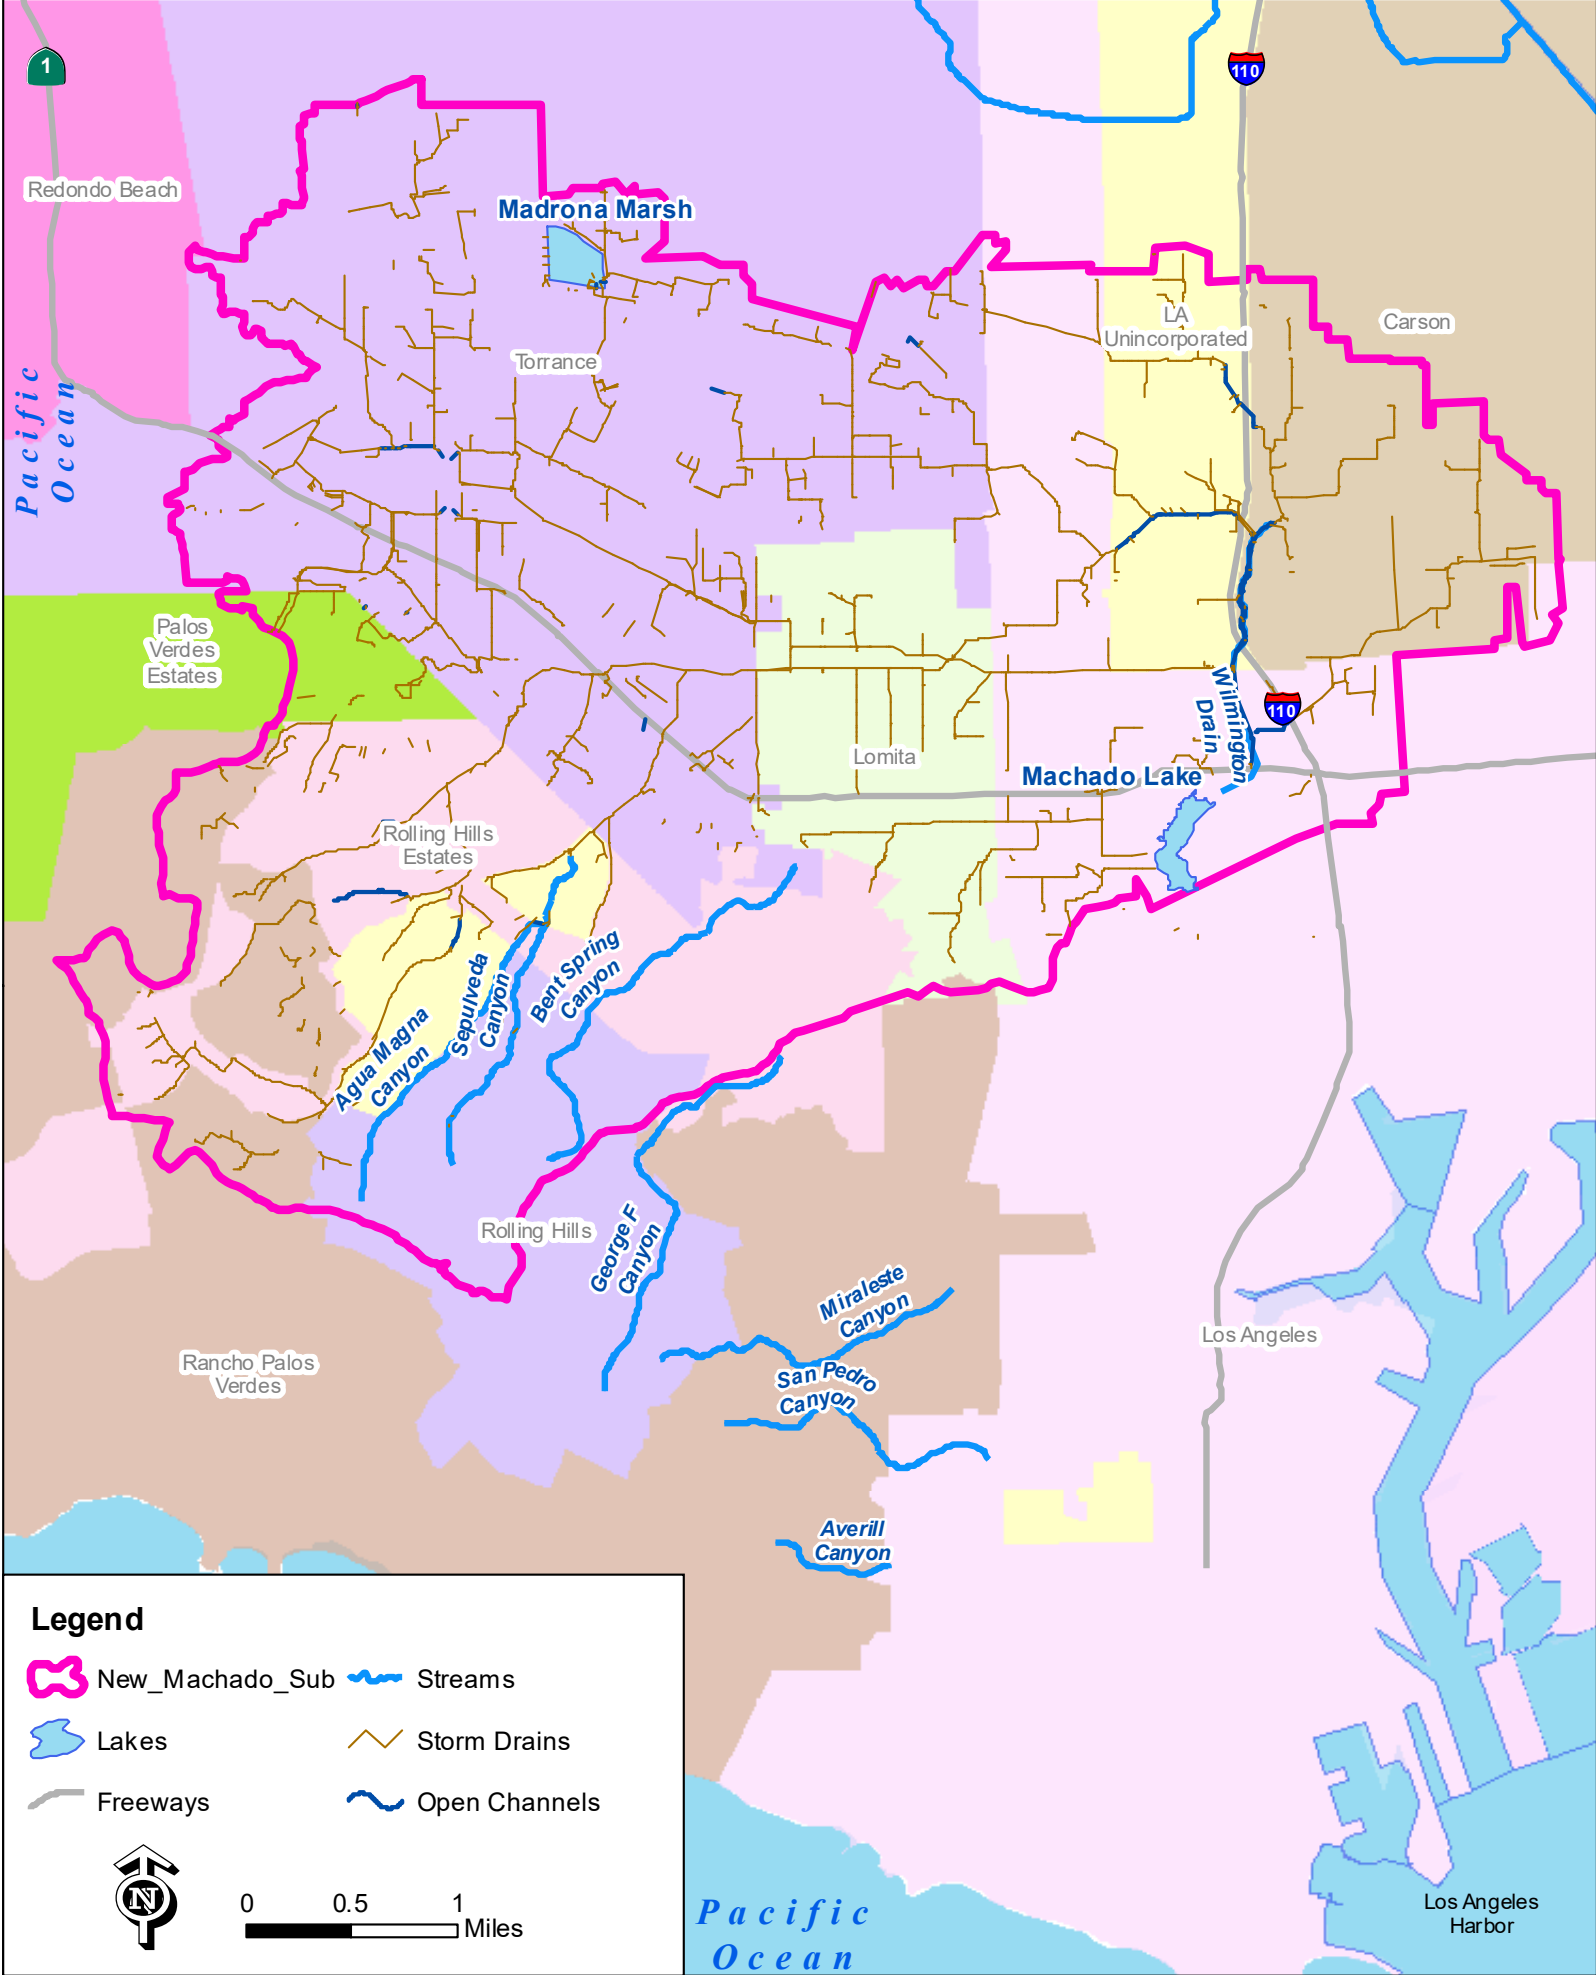 1
110
Redondo Beach
Madrona Marsh
LA
Unincorporated
Carson
Torrance
Pacific
Ocean
Palos
Verdes
Estates
Wilmington
Drain
110
Lomita
Machado Lake
Rolling Hills
Estates
Bent Spring
Canyon
Sepulveda
Canyon
Agua Magna
Canyon
Rolling Hills
George F
Canyon
Miraleste
Canyon
Los Angeles
Rancho Palos
Verdes
San Pedro
Canyon
Averill
Canyon
Legend
New_Machado_Sub
Streams
Lakes
Storm Drains
Freeways
Open Channels
N
0 0.5 1
Miles
Pacific
Ocean
Los Angeles
Harbor